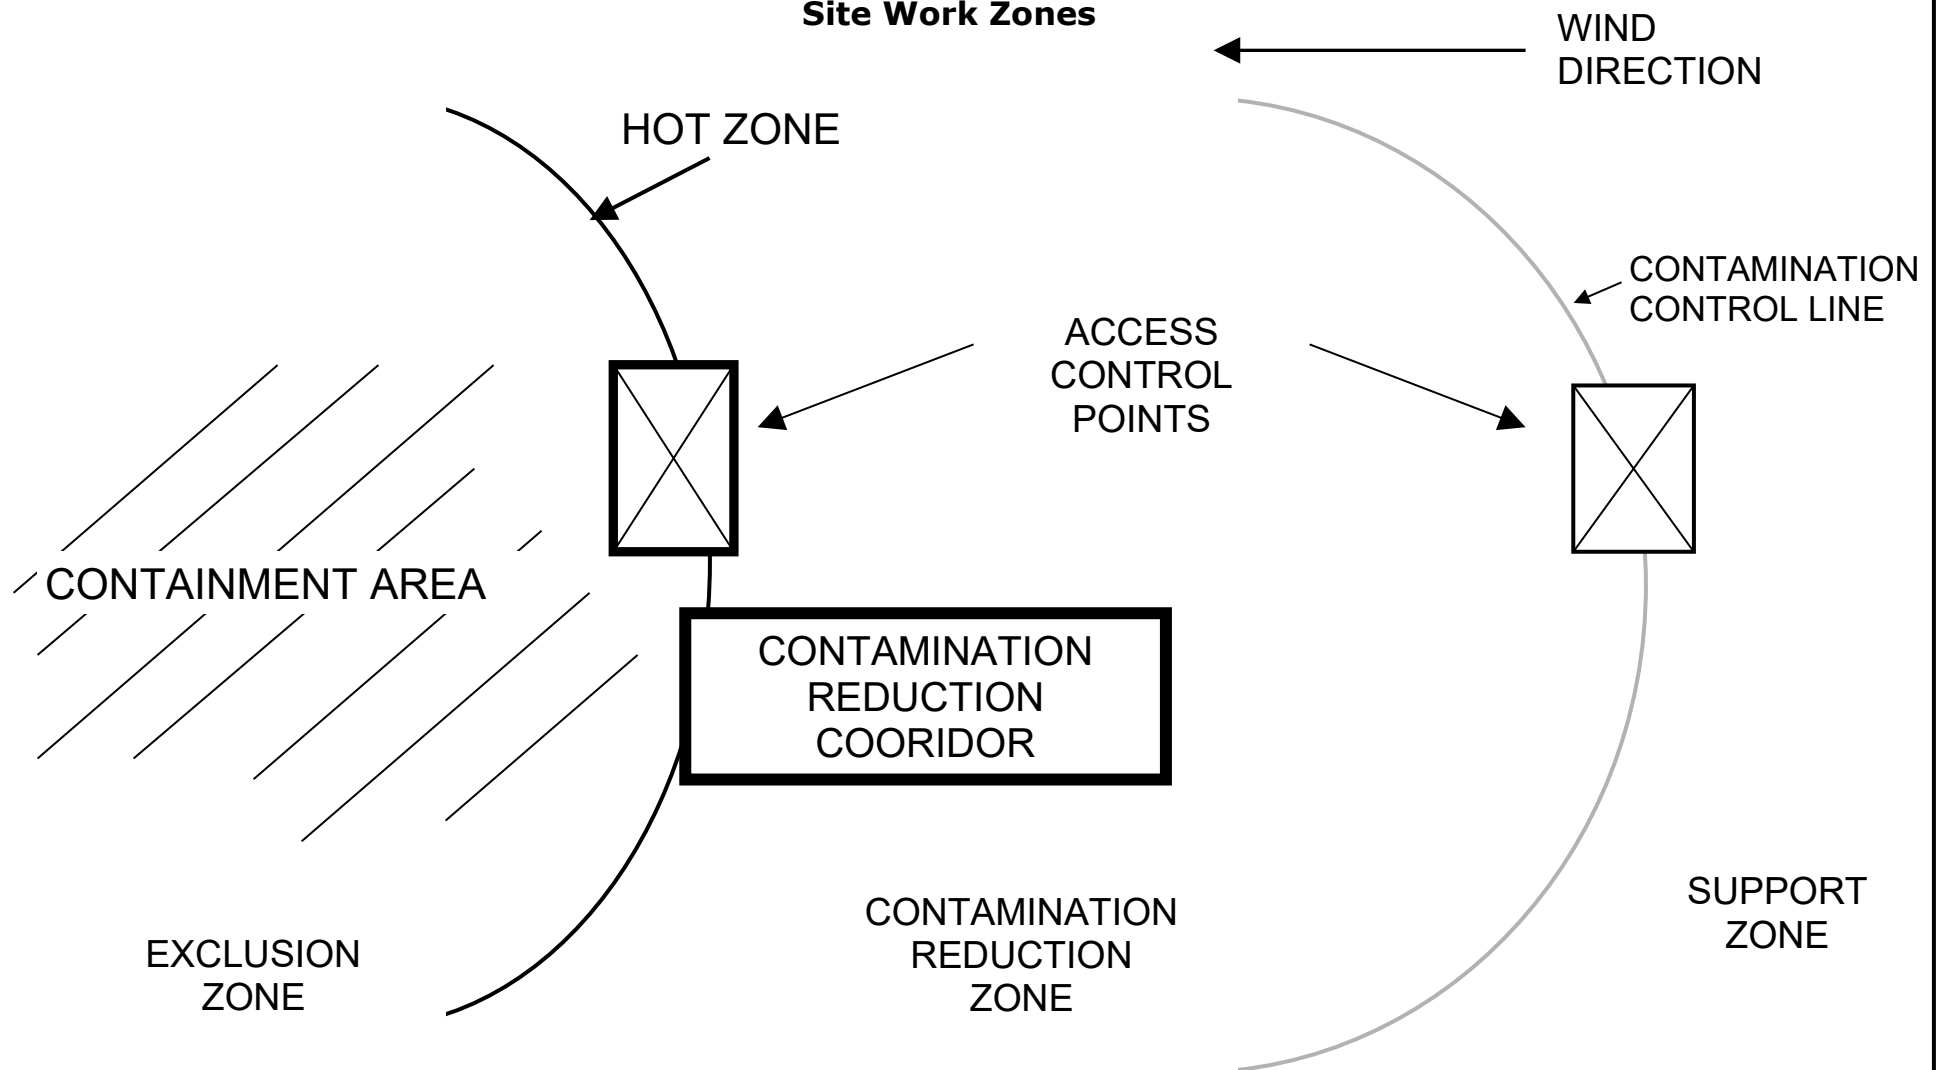 Site Work Zones
WIND
DIRECTION
HOT ZONE
CONTAMINATION
CONTROL LINE
ACCESS
CONTROL
POINTS
CONTAINMENT AREA
CONTAMINATION
REDUCTION
COORIDOR
EXCLUSION
ZONE
CONTAMINATION
REDUCTION
ZONE
SUPPORT
ZONE